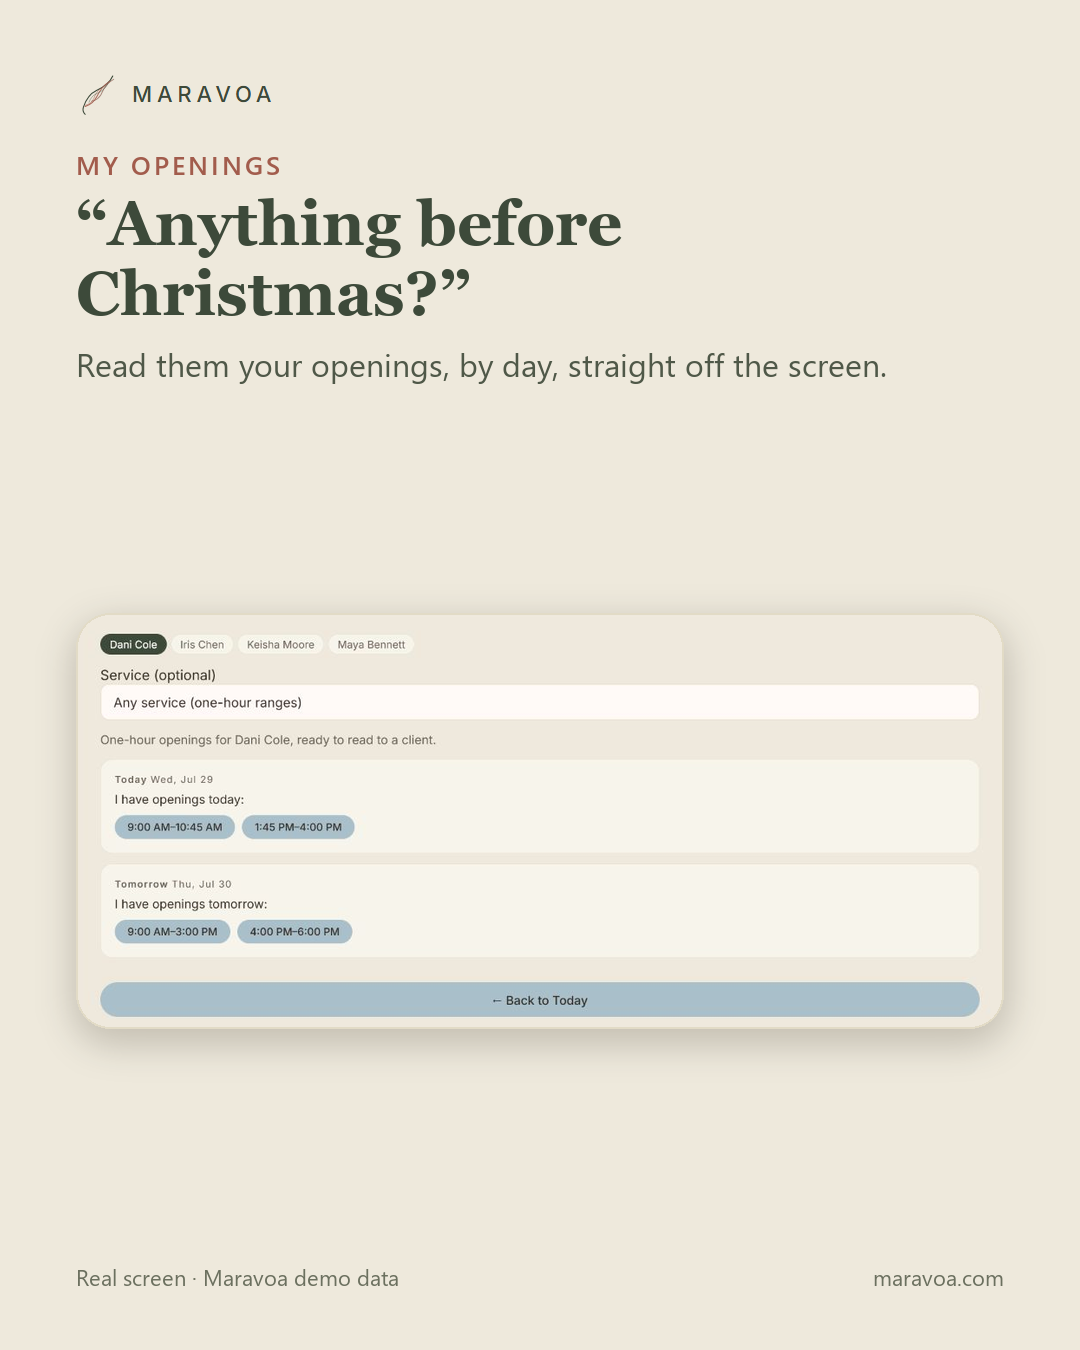 MARAVOA
MY OPENINGS
“Anything before
Christmas?”
Read them your openings, by day, straight off the screen.
Dani Cole Iris Chen Keisha Moore Maya Bennett
Service (optional)
Any service (one-hour ranges)
One-hour openings for Dani Cole, ready to read to a client.
Today Wed, Jul 29
I have openings today:
9:00 AM–10:45 AM 1:45 PM–4:00 PM
Tomorrow Thu, Jul 30
I have openings tomorrow:
9:00 AM–3:00 PM 4:00 PM–6:00 PM
← Back to Today
Real screen · Maravoa demo data maravoa.com